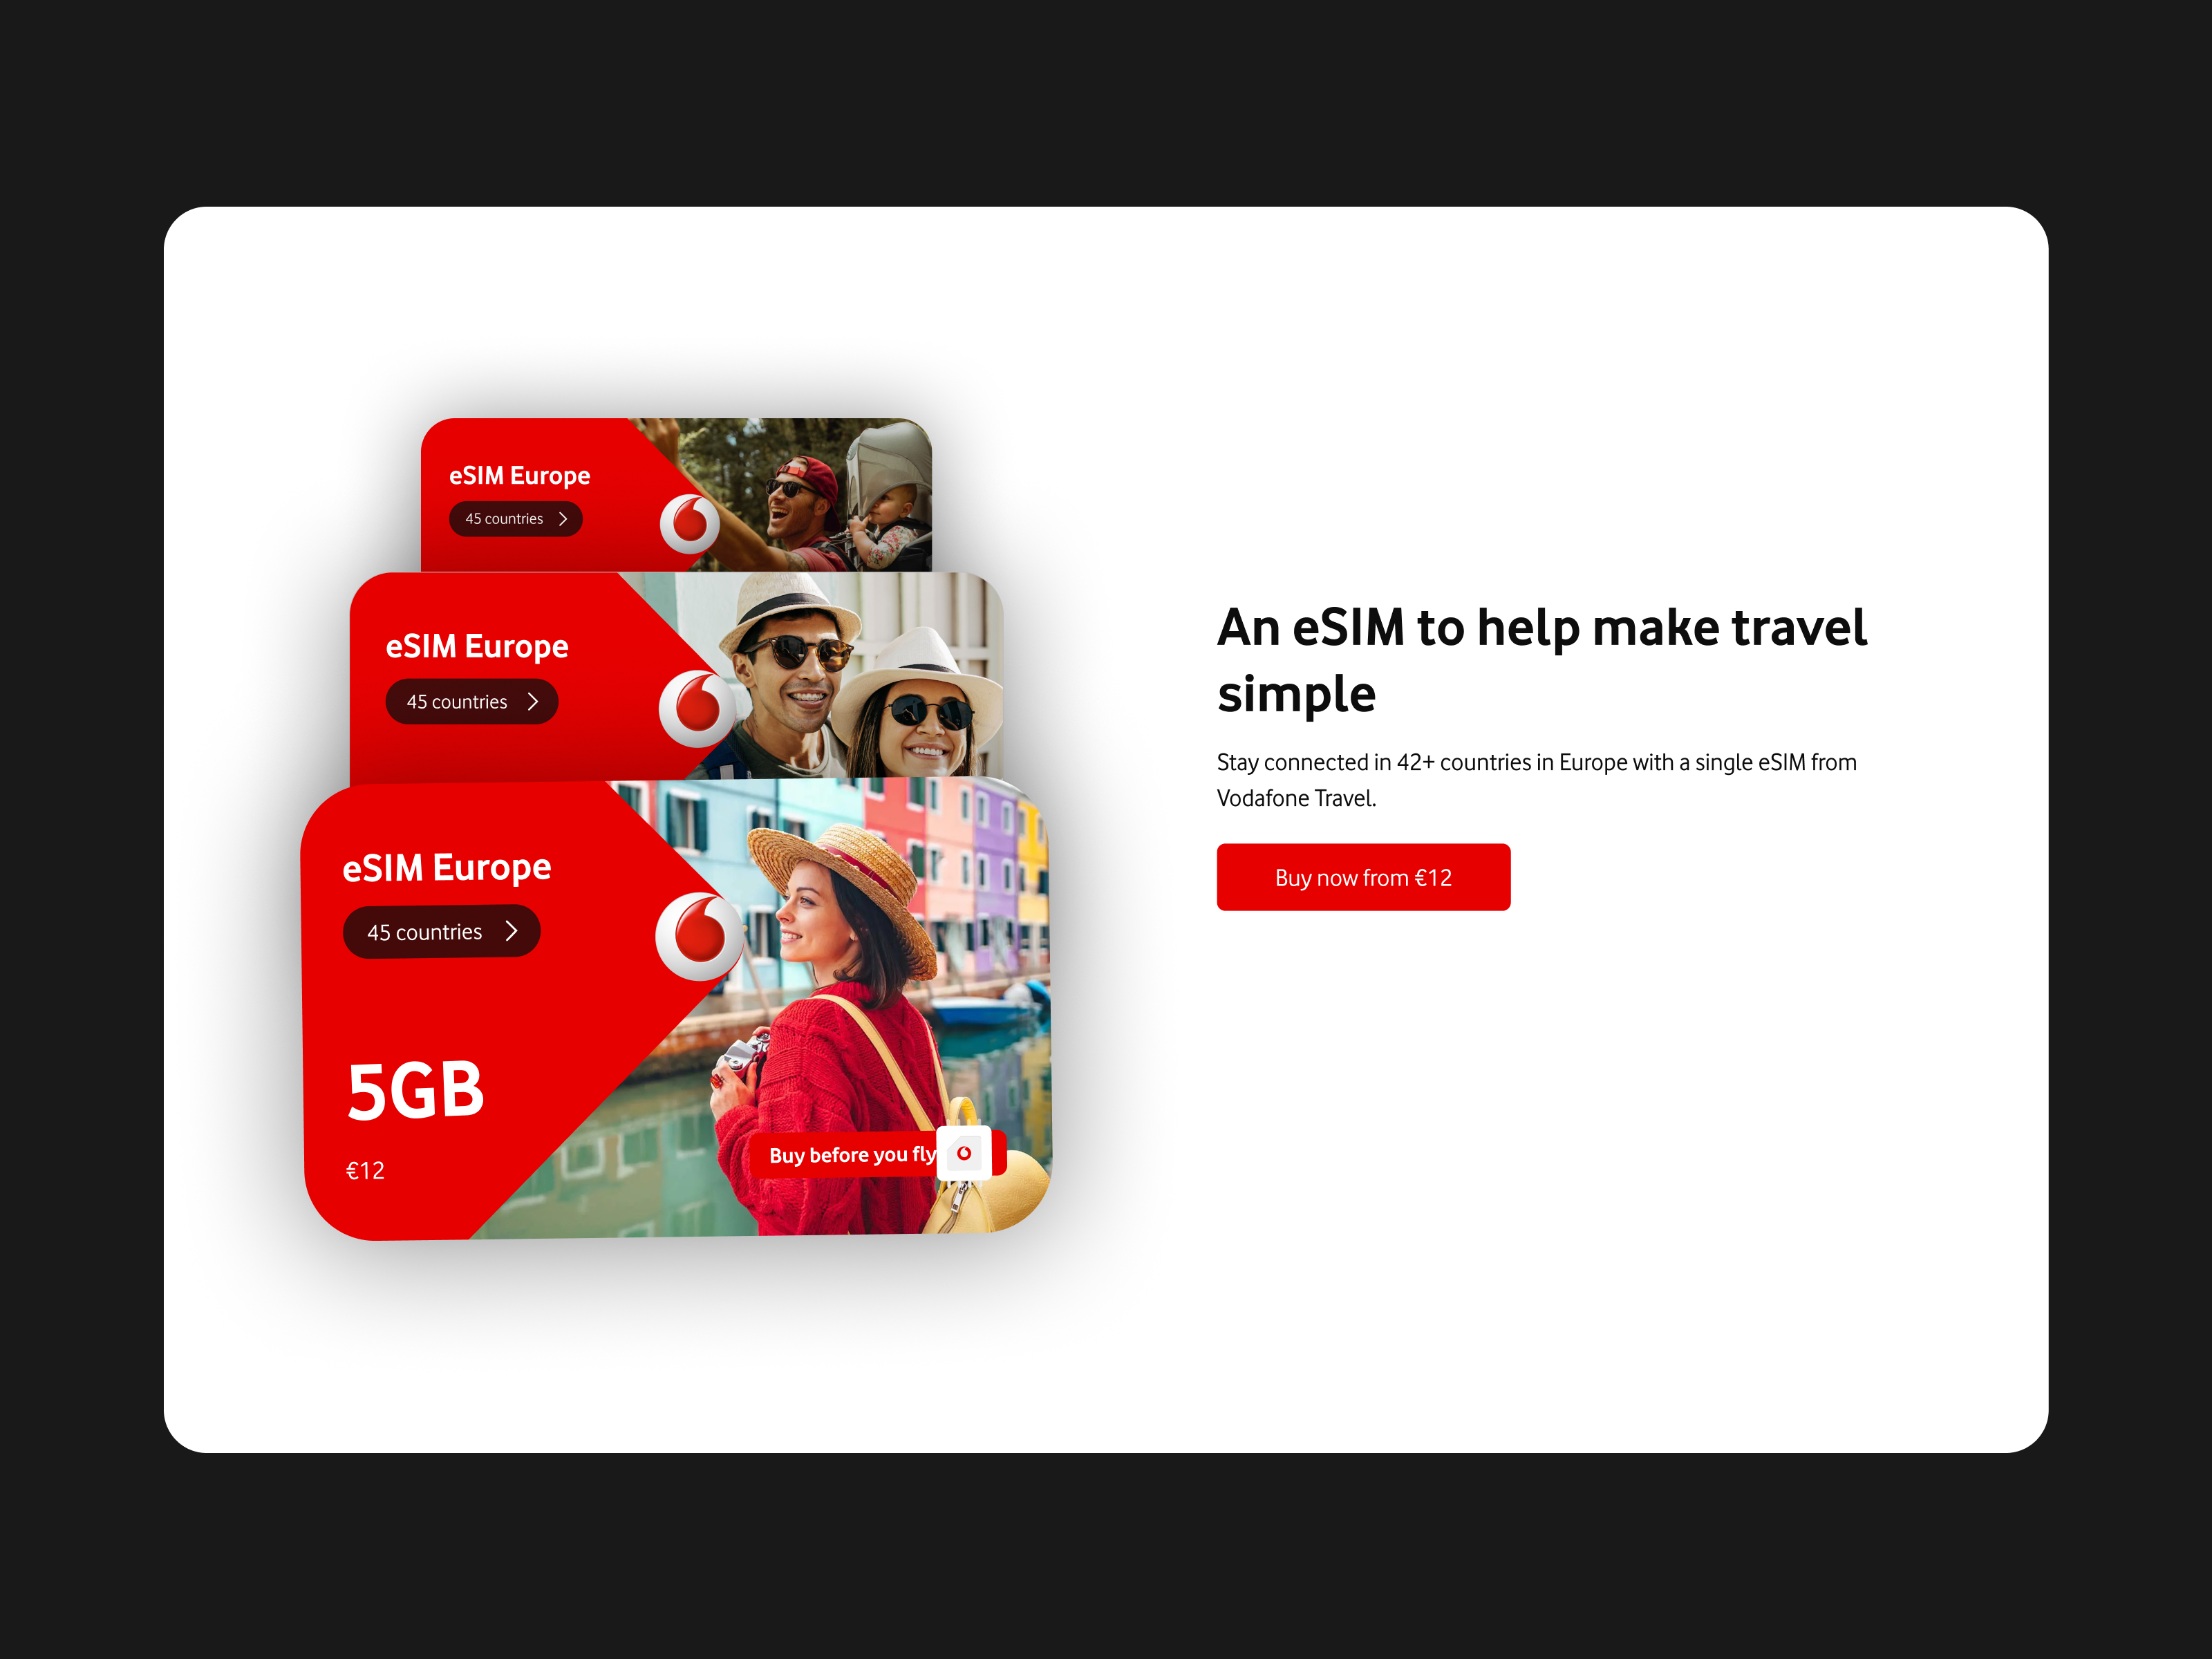 eSIM Europe
45 countries
eSIM Europe
45 countries
eSIM Europe
45 countries
5GB
€12
Buy before you fly
An eSIM to help make travel
simple
Stay connected in 42+ countries in Europe with a single eSIM from
Vodafone Travel.
Buy now from €12